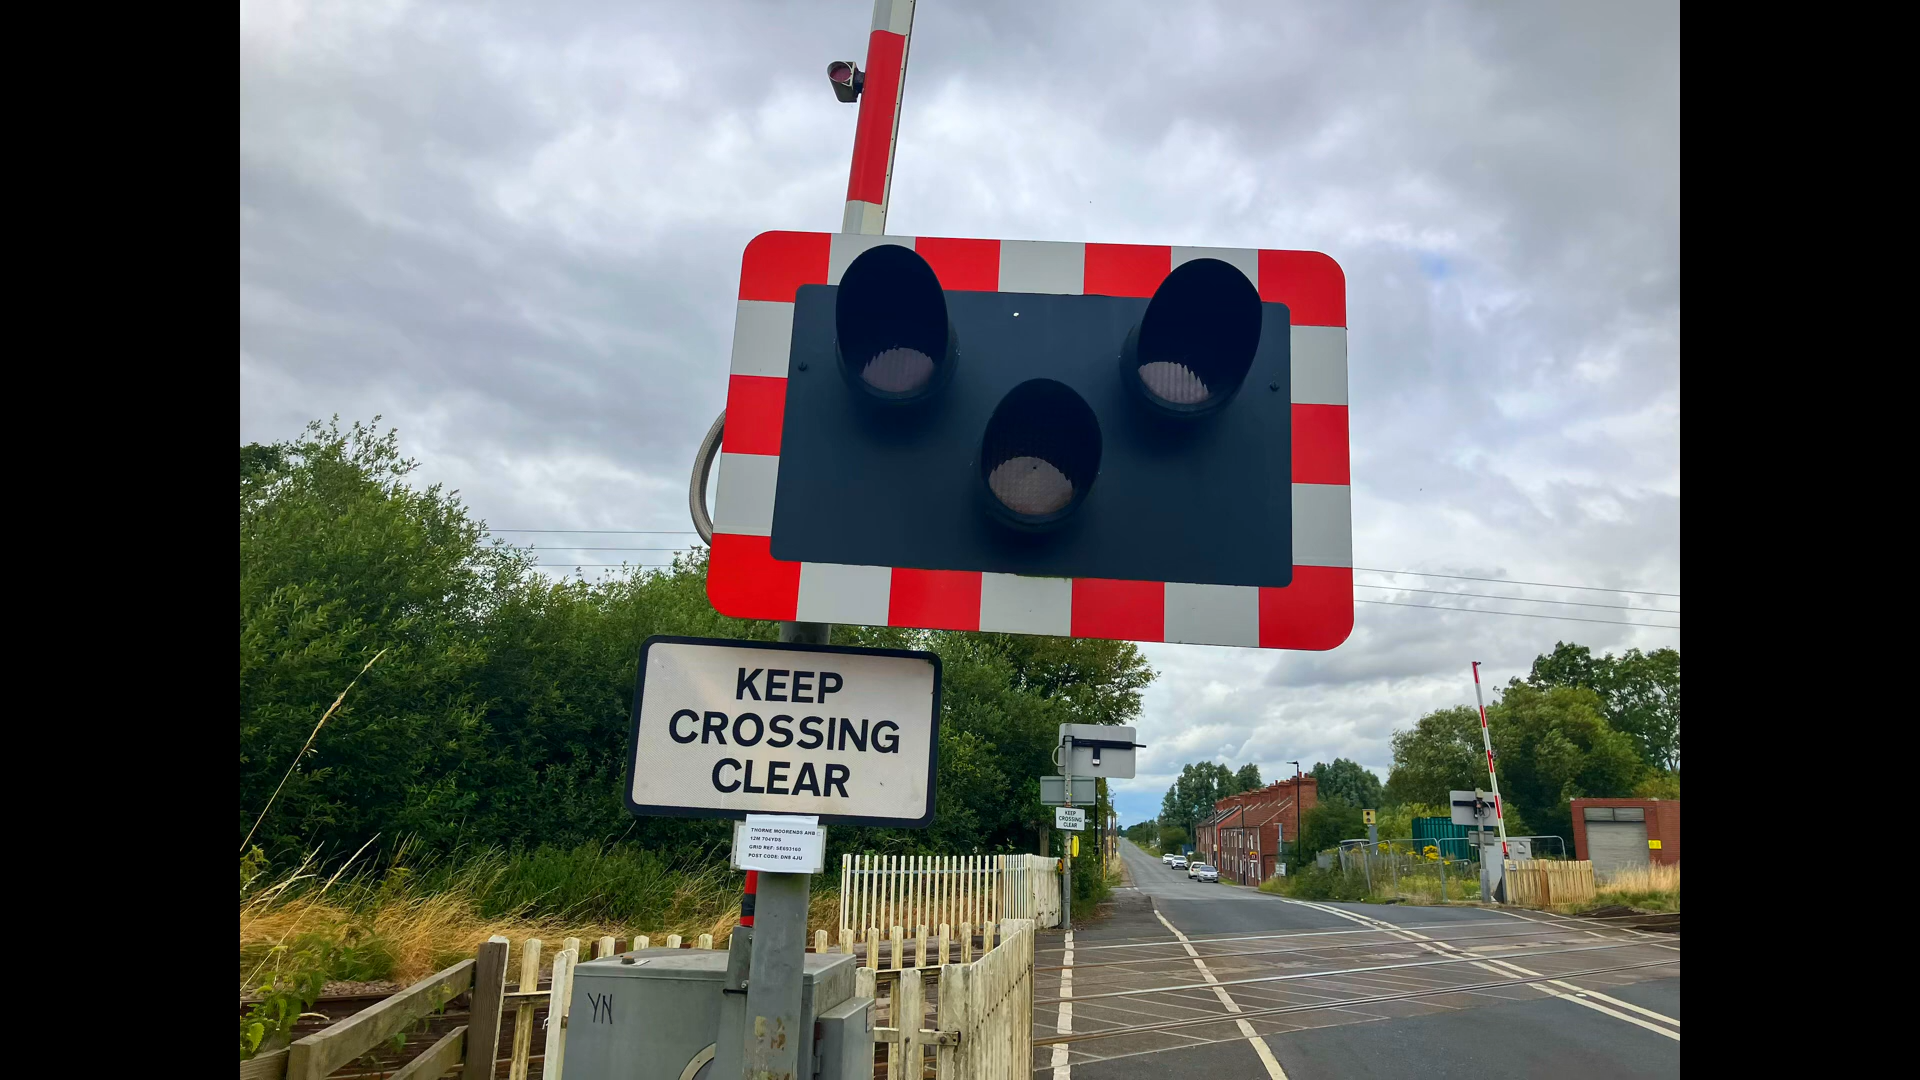 KEEP
CROSSING
CLEAR
THORNE MOORENDS AHB
12M 704YDS
GRID REF: SE693160
POST CODE: DN8 4JU
YN
KEEP
CROSSING
CLEAR